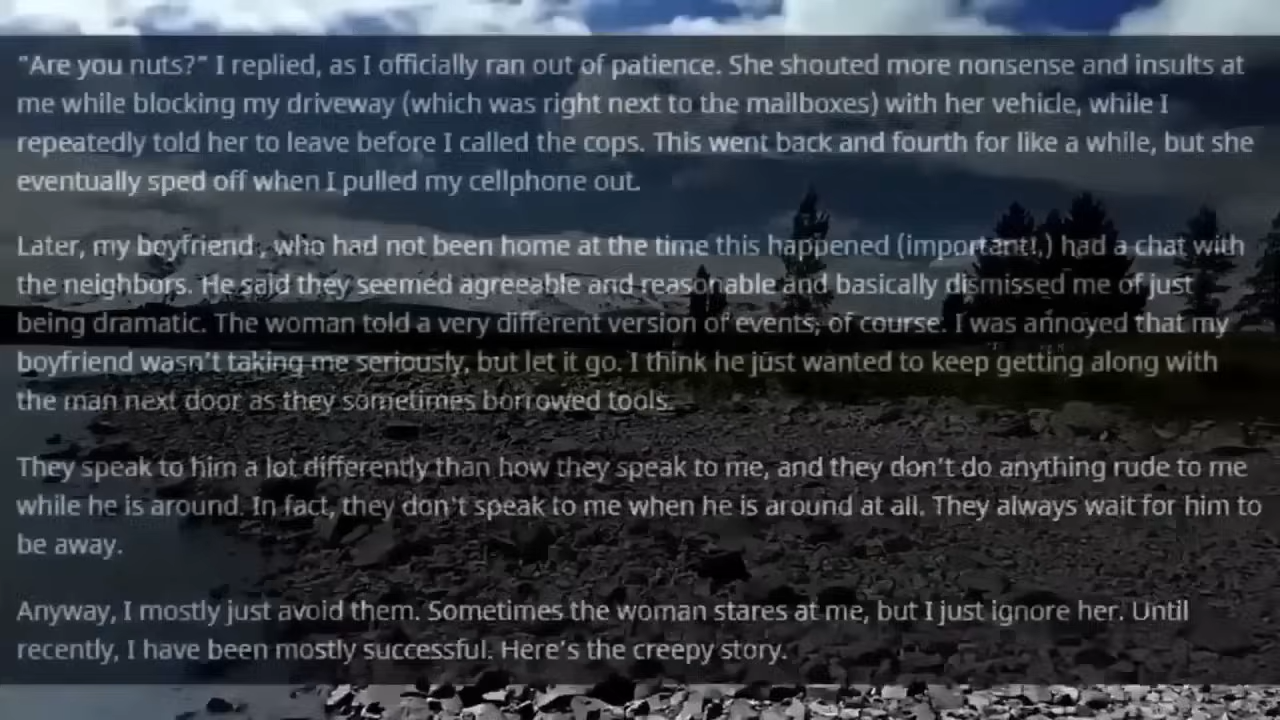 "Are you nuts?" I replied, as I officially ran out of patience. She shouted more nonsense and insults at
me while blocking my driveway (which was right next to the mailboxes) with her vehicle, while I
repeatedly told her to leave before I called the cops. This went back and fourth for like a while, but she
eventually sped off when I pulled my cellphone out.
Later, my boyfriend , who had not been home at the time this happened (important!,) had a chat with
the neighbors. He said they seemed agreeable and reasonable and basically dismissed me of just
being dramatic. The woman told a very different version of events, of course. I was annoyed that my
boyfriend wasn't taking me seriously, but let it go. I think he just wanted to keep getting along with
the man next door as they sometimes borrowed tools.
They speak to him a lot differently than how they speak to me, and they don't do anything rude to me
while he is around. In fact, they don't speak to me when he is around at all. They always wait for him to
be away.
Anyway, I mostly just avoid them. Sometimes the woman stares at me, but I just ignore her. Until
recently, I have been mostly successful. Here's the creepy story.